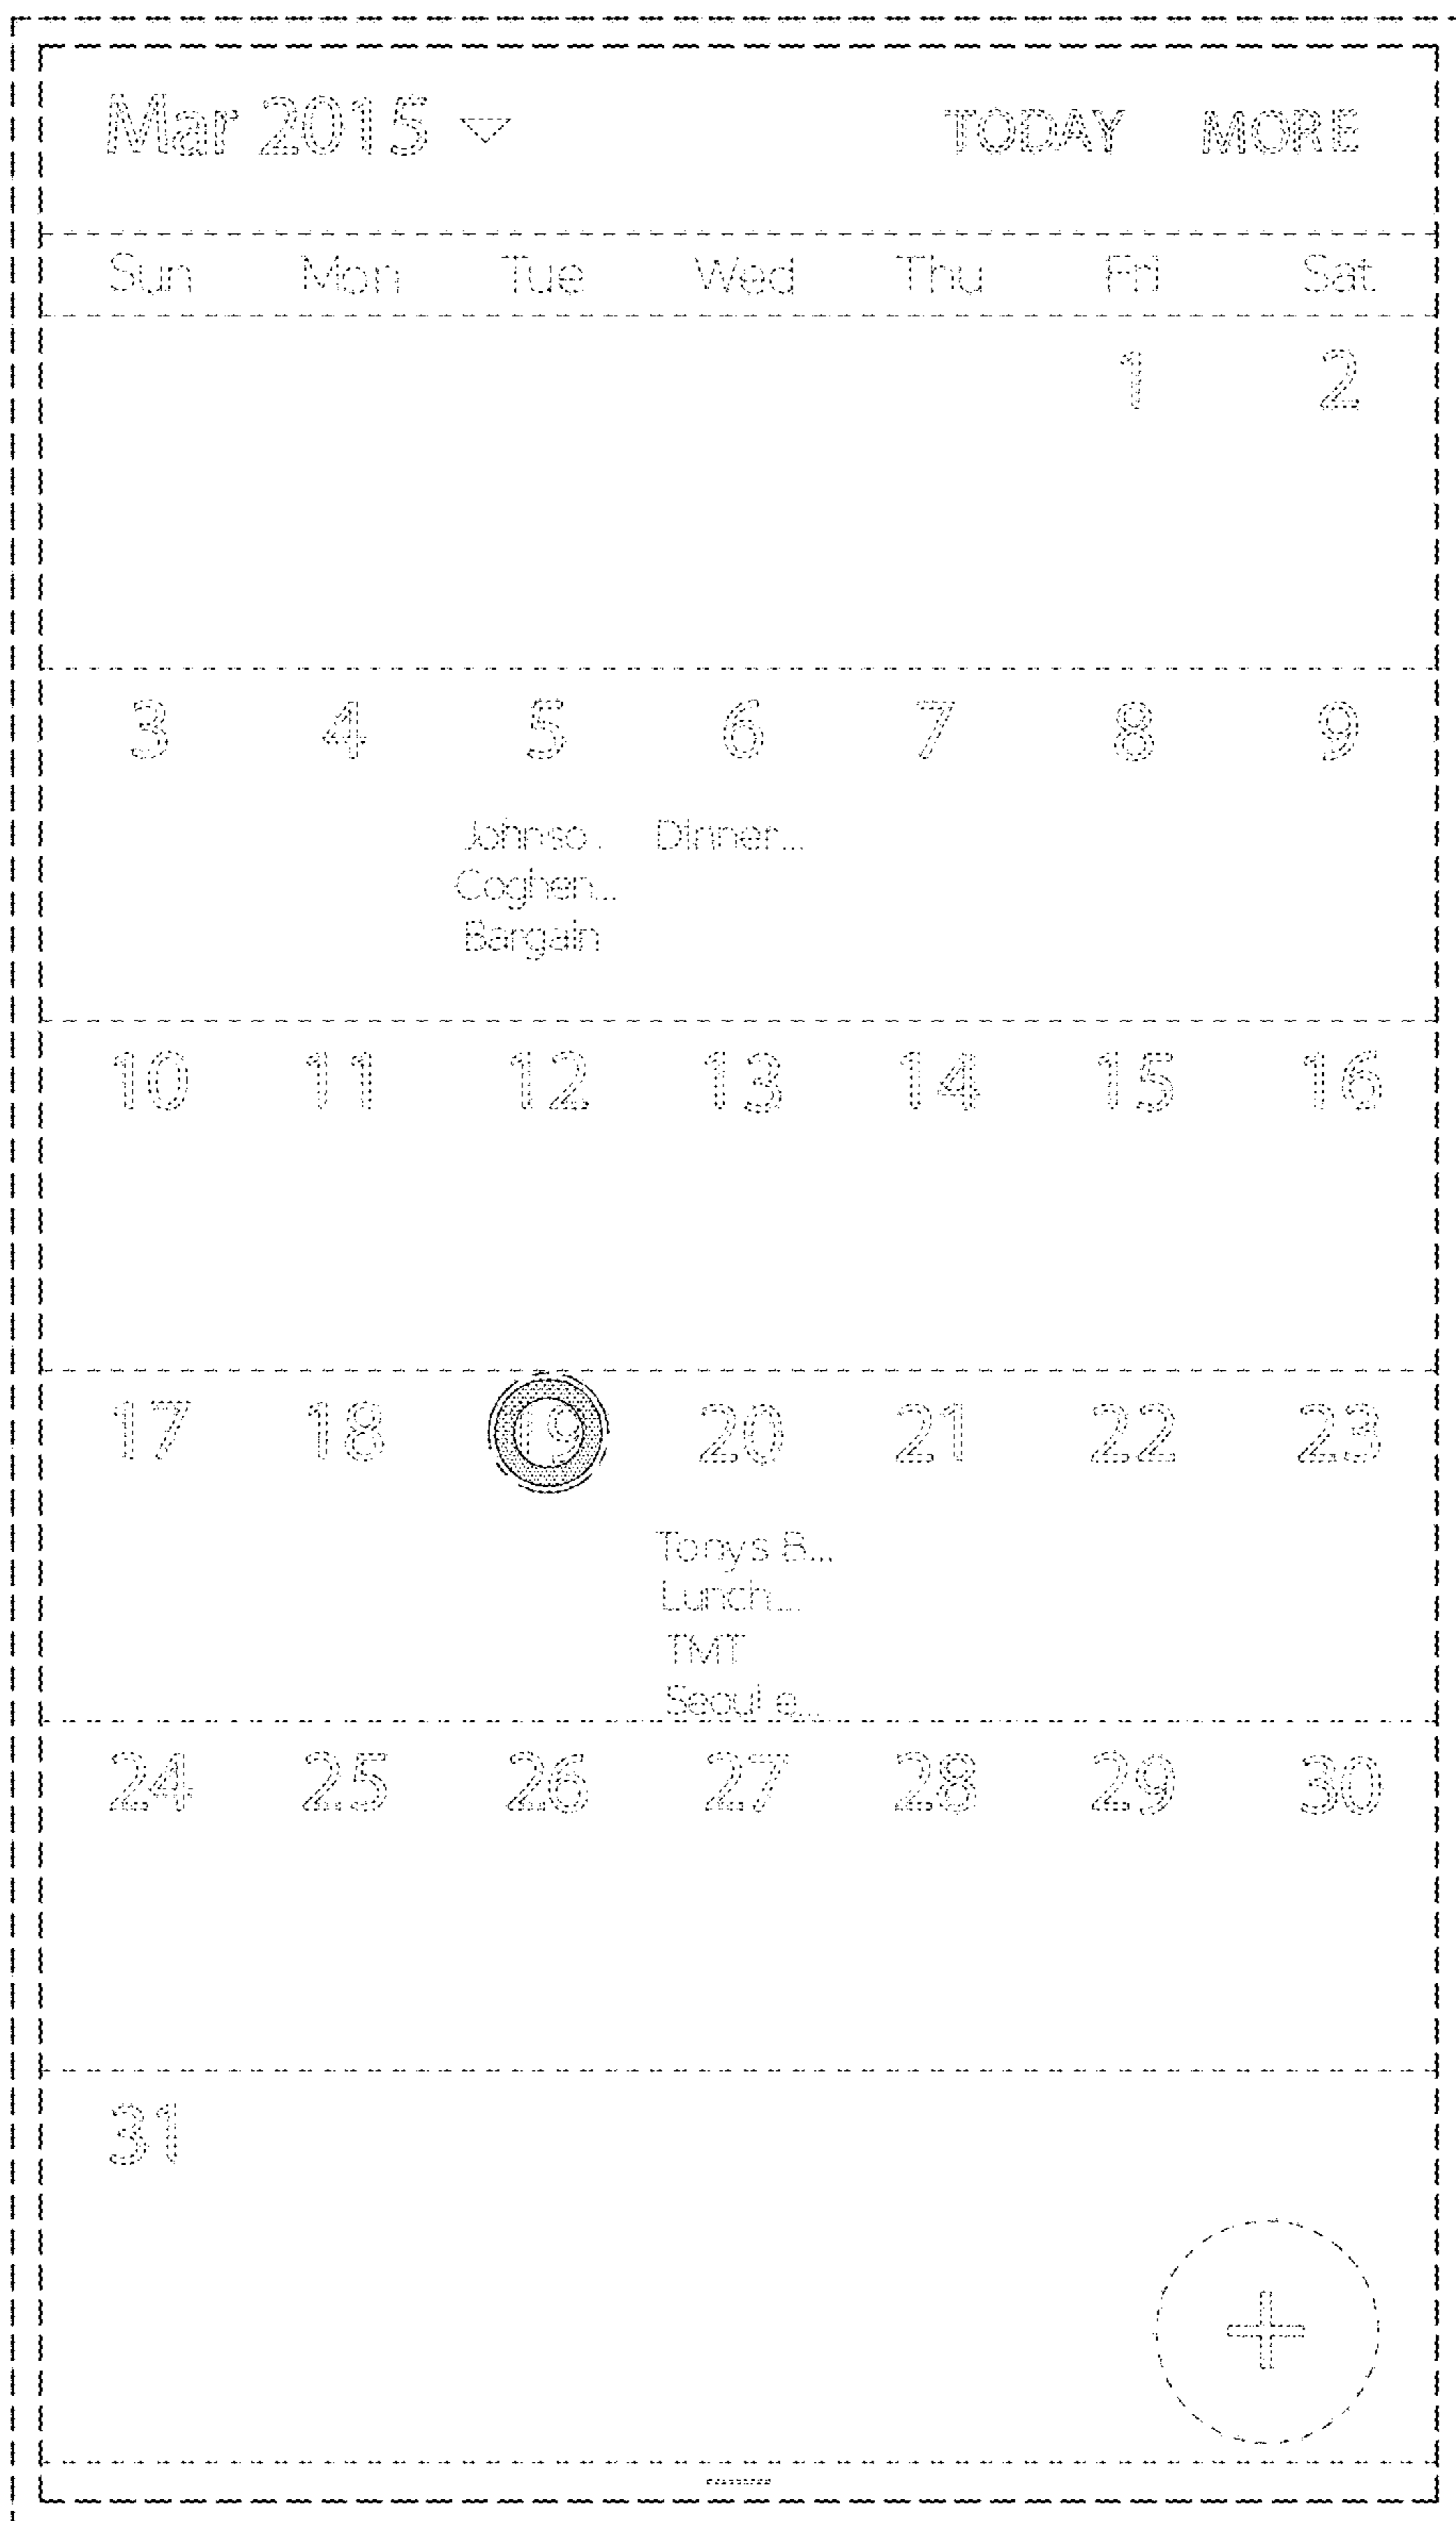 Mar 2015 TODAY MORE
Sun Mon Tue Wed Thu Fri Sat
1 2
3 4 5 6 7 8 9
Johnso. Dinner...
Coghen...
Bargain
10 11 12 13 14 15 16
17 18 19 20 21 22 23
Tonys B...
Lunch...
TMT
Seoul e...
24 25 26 27 28 29 30
31
+